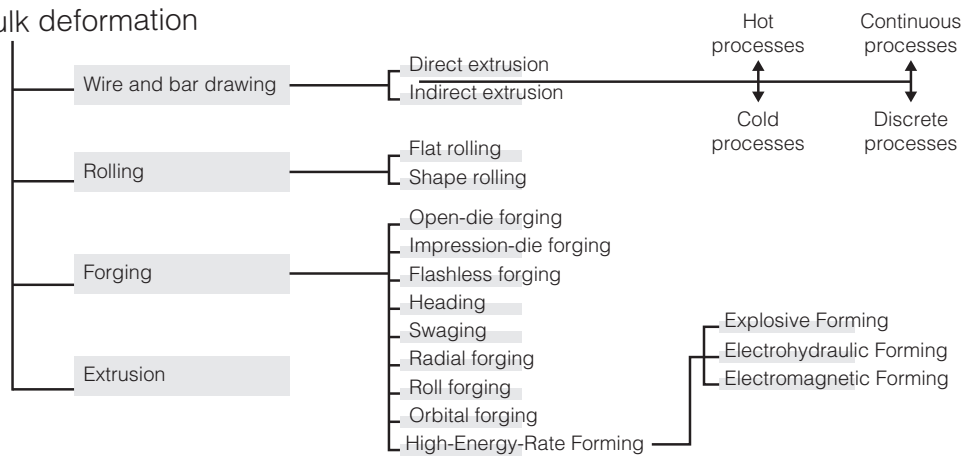 ulk deformation
Wire and bar drawing
Direct extrusion
Indirect extrusion
Hot
processes
Continuous
processes
Cold
processes
Discrete
processes
Rolling
Flat rolling
Shape rolling
Forging
Open-die forging
Impression-die forging
Flashless forging
Heading
Swaging
Radial forging
Roll forging
Orbital forging
High-Energy-Rate Forming
Explosive Forming
Electrohydraulic Forming
Electromagnetic Forming
Extrusion